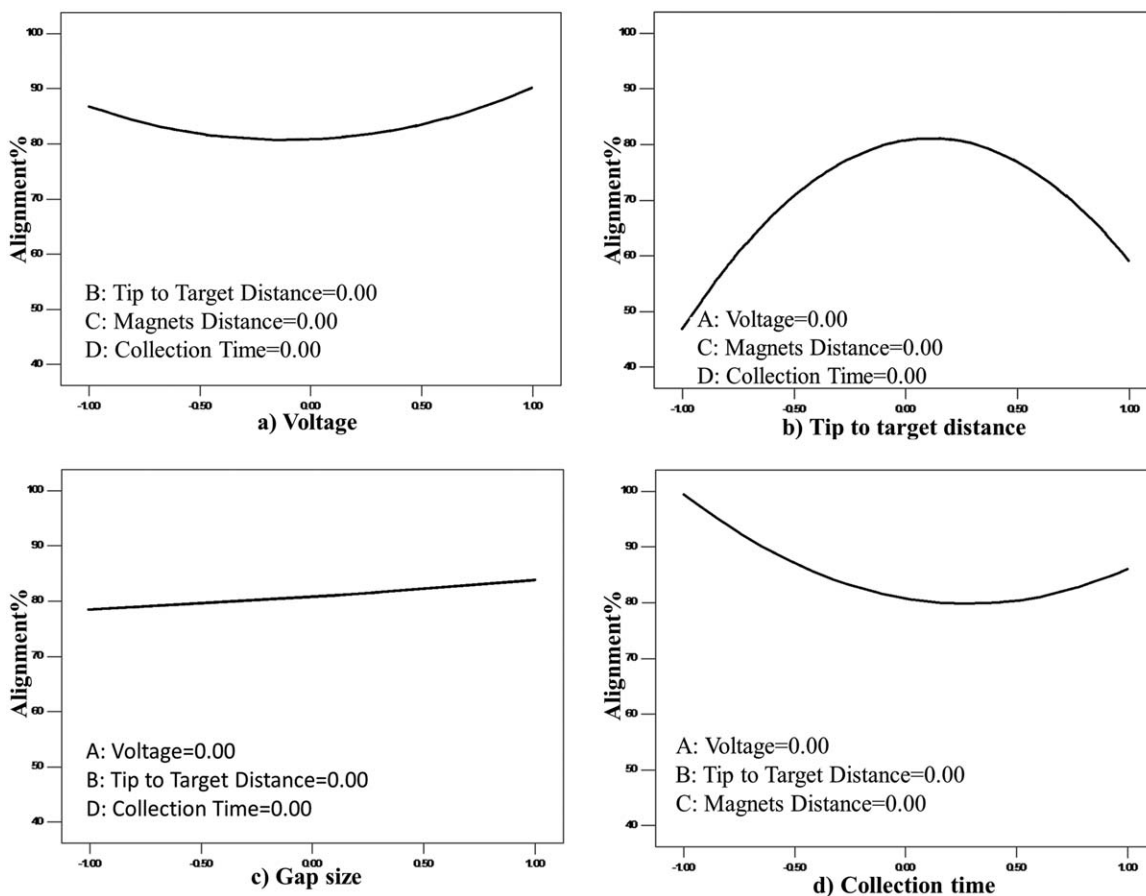 100
90
80
70
60
50
40
Alignment%
B: Tip to Target Distance=0.00
C: Magnets Distance=0.00
D: Collection Time=0.00
-1.00 -0.50 0.00 0.50 1.00
a) Voltage
100
90
80
70
60
50
40
Alignment%
A: Voltage=0.00
C: Magnets Distance=0.00
D: Collection Time=0.00
-1.00 -0.50 0.00 0.50 1.00
b) Tip to target distance
100
90
80
70
60
50
40
Alignment%
A: Voltage=0.00
B: Tip to Target Distance=0.00
D: Collection Time=0.00
-1.00 -0.50 0.00 0.50 1.00
c) Gap size
100
90
80
70
60
50
40
Alignment%
A: Voltage=0.00
B: Tip to Target Distance=0.00
C: Magnets Distance=0.00
-1.00 -0.50 0.00 0.50 1.00
d) Collection time